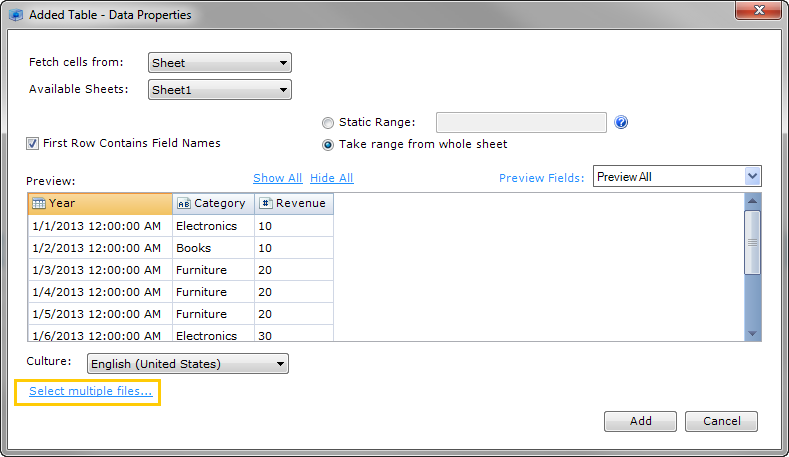 Added Table - Data Properties
Fetch cells from: Sheet
Available Sheets: Sheet1
Static Range:
First Row Contains Field Names
Take range from whole sheet
Preview: Show All Hide All Preview Fields: Preview All
Year Category Revenue
1/1/2013 12:00:00 AM Electronics 10
1/2/2013 12:00:00 AM Books 10
1/3/2013 12:00:00 AM Furniture 20
1/4/2013 12:00:00 AM Furniture 20
1/5/2013 12:00:00 AM Furniture 20
1/6/2013 12:00:00 AM Electronics 30
Culture: English (United States)
Select multiple files...
Add Cancel